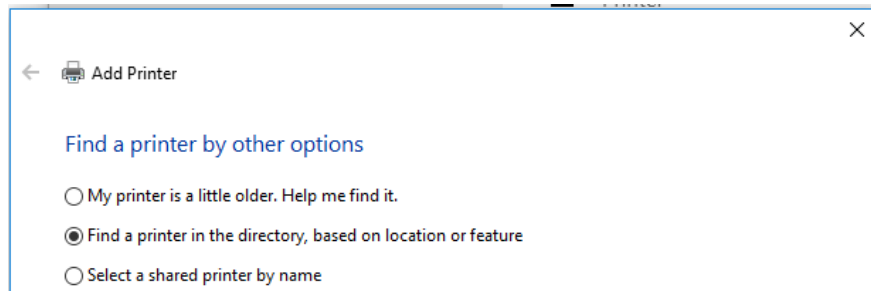 Printer
Add Printer
Find a printer by other options
My printer is a little older. Help me find it.
Find a printer in the directory, based on location or feature
Select a shared printer by name